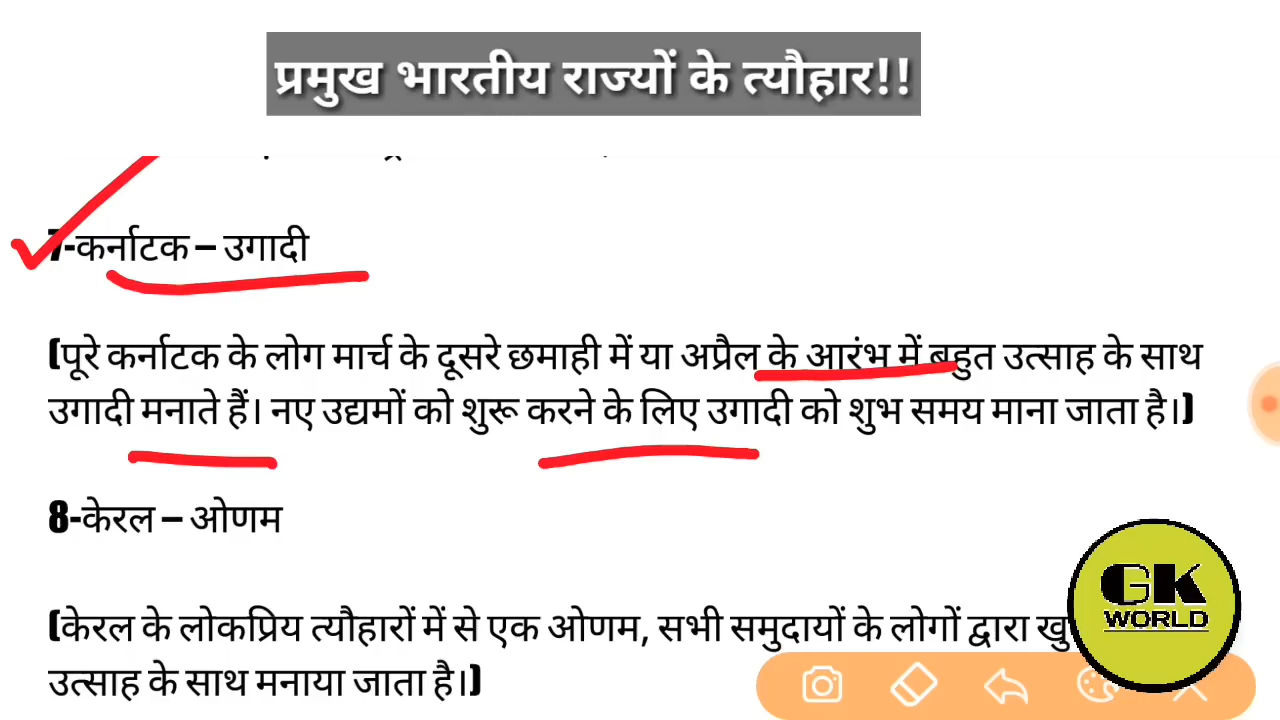 प्रमुख भारतीय राज्यों के त्यौहार!!
7-कर्नाटक – उगादी
(पूरे कर्नाटक के लोग मार्च के दूसरे छमाही में या अप्रैल के आरंभ में बहुत उत्साह के साथ
उगादी मनाते हैं। नए उद्यमों को शुरू करने के लिए उगादी को शुभ समय माना जाता है।)
8-केरल – ओणम
(केरल के लोकप्रिय त्यौहारों में से एक ओणम, सभी समुदायों के लोगों द्वारा
उत्साह के साथ मनाया जाता है।)
GK
WORLD